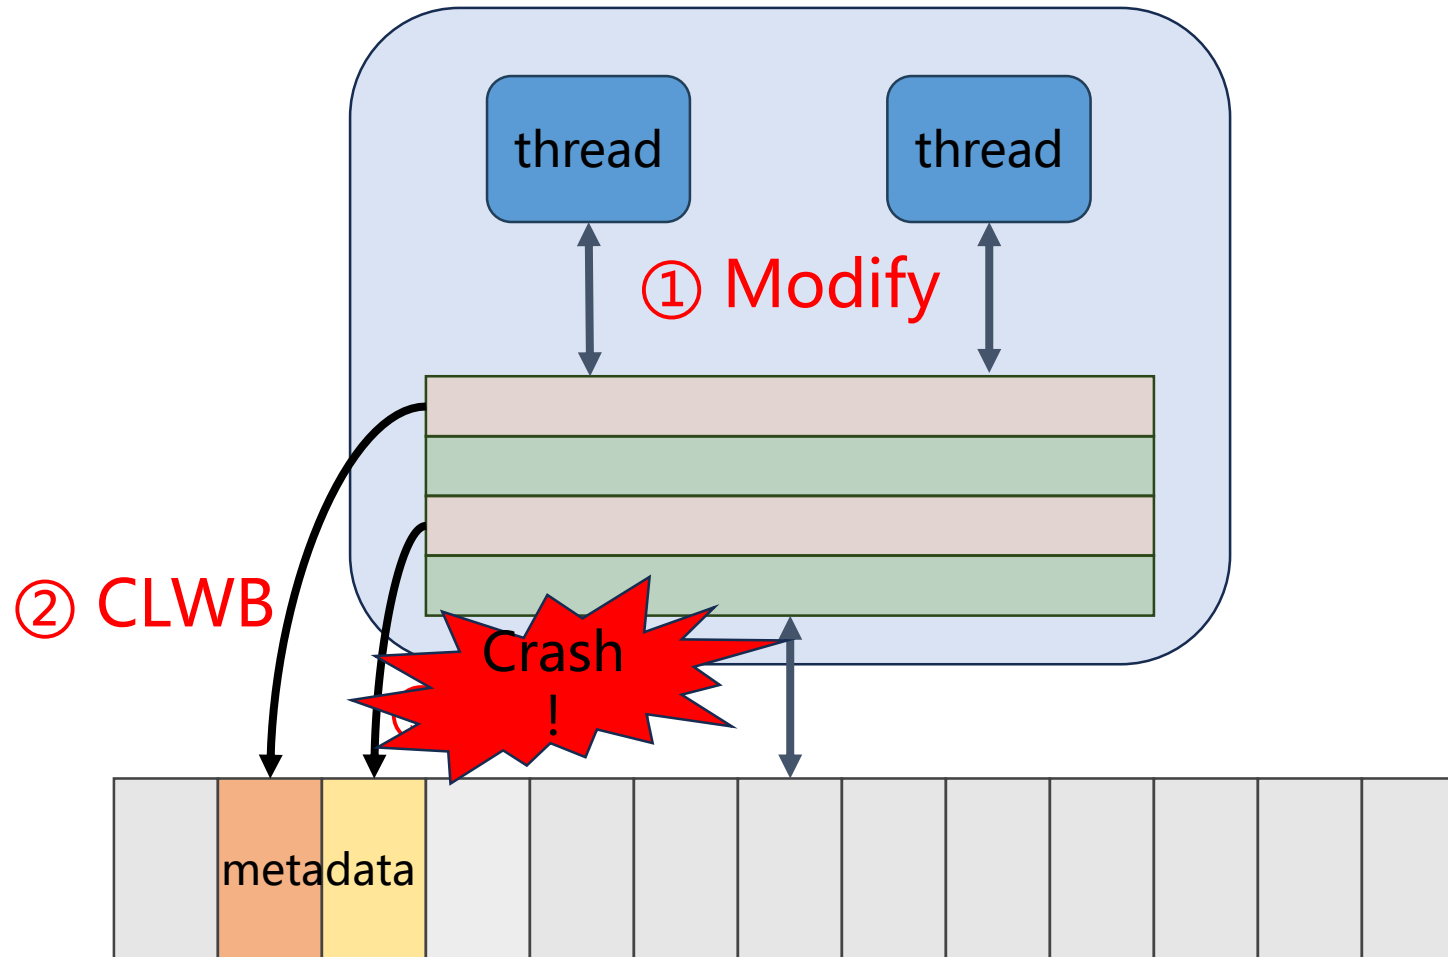 thread
thread
① Modify
② CLWB
Crash
!
metadata